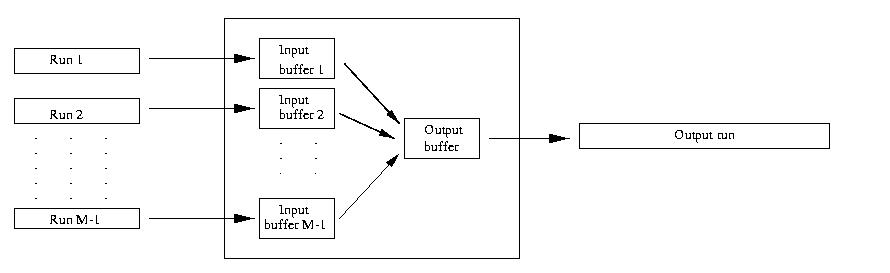 Run 1
Input
buffer 1
Run 2
Input
buffer 2
Output
buffer
Output run
Run M-1
Input
buffer M-1